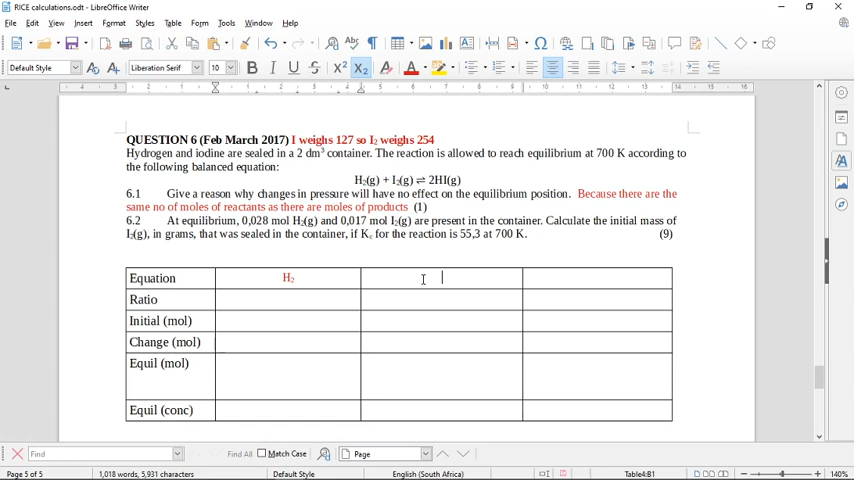 RICE calculations.odt - LibreOffice Writer
File Edit View Insert Format Styles Table Form Tools Window Help
Default Style Liberation Serif 10
QUESTION 6 (Feb March 2017) I weighs 127 so I₂ weighs 254
Hydrogen and iodine are sealed in a 2 dm³ container. The reaction is allowed to reach equilibrium at 700 K according to
the following balanced equation:
H₂(g) + I₂(g) ⇌ 2HI(g)
6.1 Give a reason why changes in pressure will have no effect on the equilibrium position. Because there are the
same no of moles of reactants as there are moles of products (1)
6.2 At equilibrium, 0,028 mol H₂(g) and 0,017 mol I₂(g) are present in the container. Calculate the initial mass of
I₂(g), in grams, that was sealed in the container, if K꜀ for the reaction is 55,3 at 700 K. (9)
Equation H₂
Ratio
Initial (mol)
Change (mol)
Equil (mol)
Equil (conc)
Find Find All Match Case Page
Page 5 of 5 1,018 words, 5,931 characters Default Style English (South Africa) Table4:B1 140%